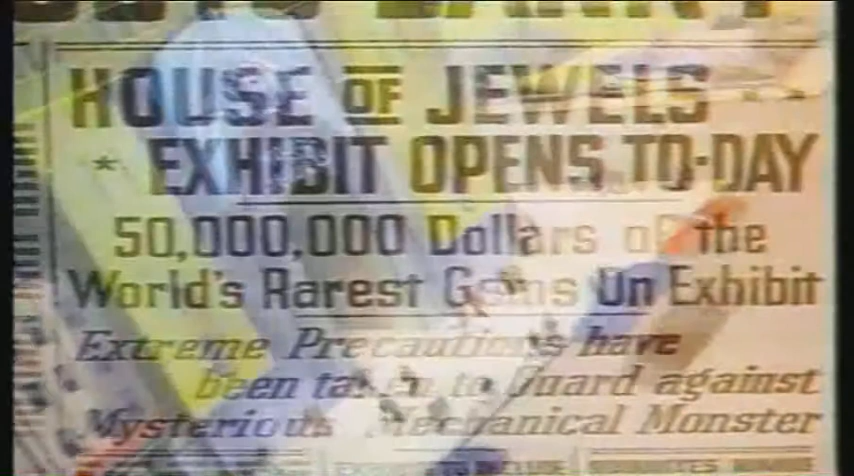 HOUSE OF JEWELS
* EXHIBIT OPENS TO-DAY
50,000,000 Dollars of the
World's Rarest Gems On Exhibit
Extreme Precautions have
been taken to Guard against
Mysterious Mechanical Monster